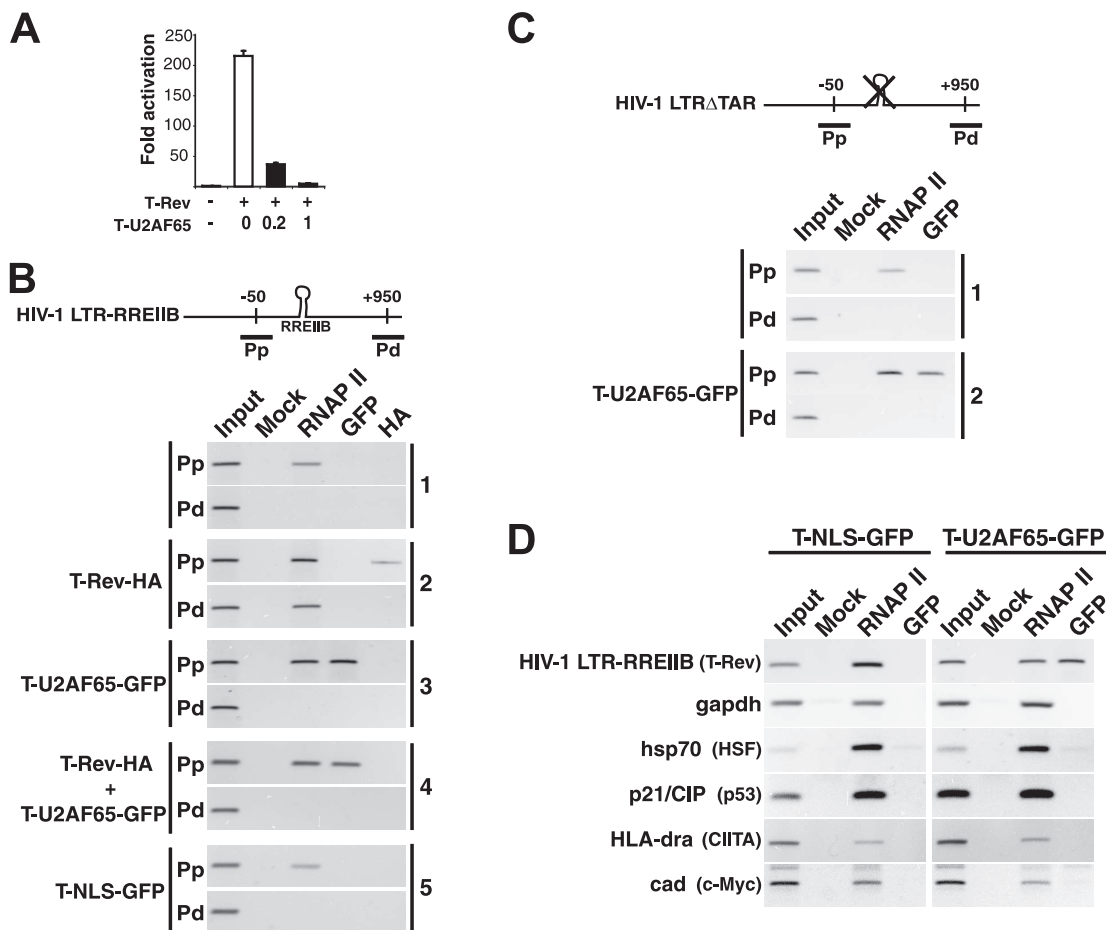 A
Fold activation
250
200
150
100
50
T-Rev - + + +
T-U2AF65 - 0 0.2 1
B
HIV-1 LTR-RREIIB
-50
+950
RREIIB
Pp
Pd
Input Mock RNAP II GFP HA
Pp
Pd
1
T-Rev-HA
Pp
Pd
2
T-U2AF65-GFP
Pp
Pd
3
T-Rev-HA
+
T-U2AF65-GFP
Pp
Pd
4
T-NLS-GFP
Pp
Pd
5
C
HIV-1 LTRΔTAR
-50
+950
Pp
Pd
Input Mock RNAP II GFP
Pp
Pd
1
T-U2AF65-GFP
Pp
Pd
2
D
T-NLS-GFP T-U2AF65-GFP
Input Mock RNAP II GFP Input Mock RNAP II GFP
HIV-1 LTR-RREIIB (T-Rev)
gapdh
hsp70 (HSF)
p21/CIP (p53)
HLA-dra (CIITA)
cad (c-Myc)